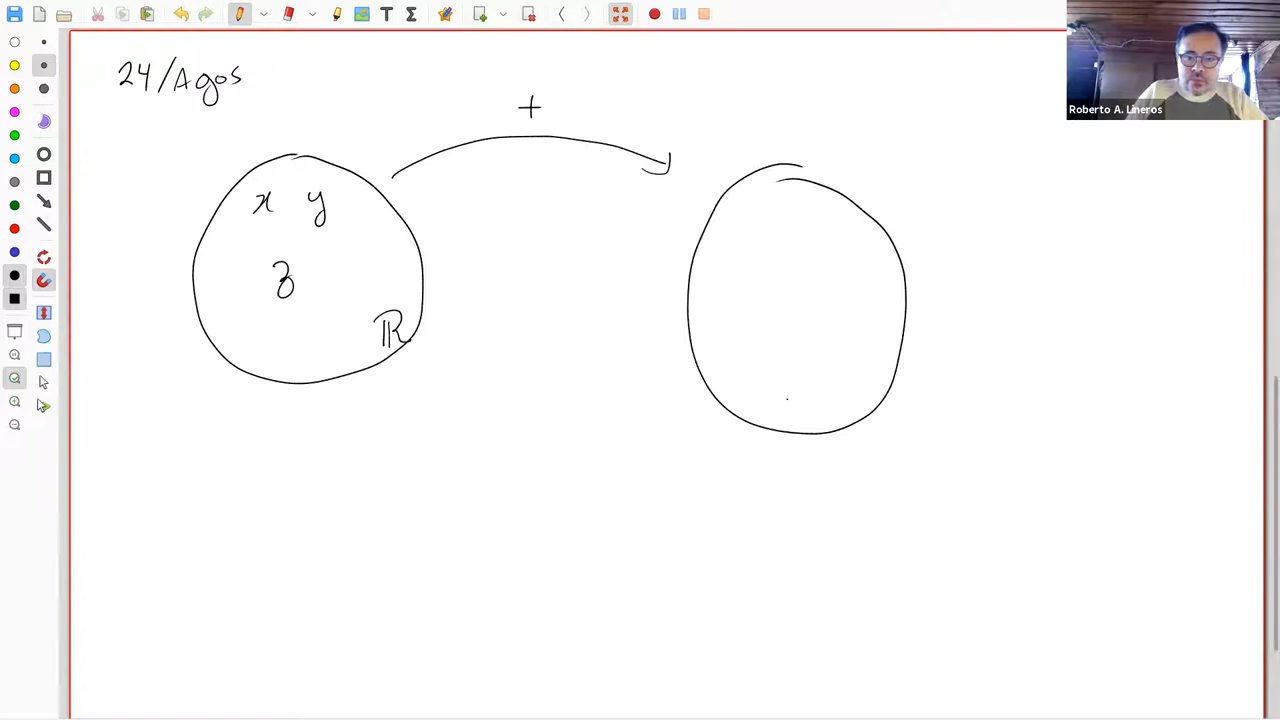 24/Agos
Roberto A. Lineros
+
x y
z
ℝ